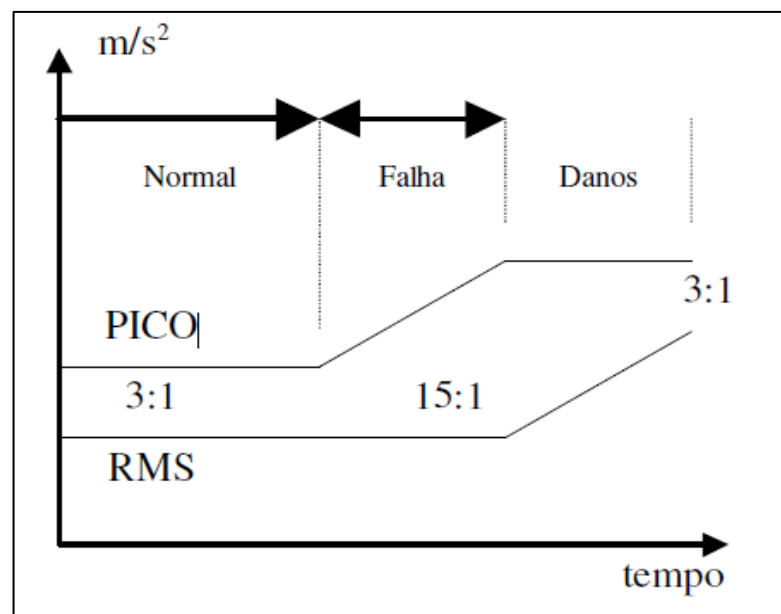 m/s²
Normal Falha Danos
3:1
PICO
3:1 15:1
RMS
tempo